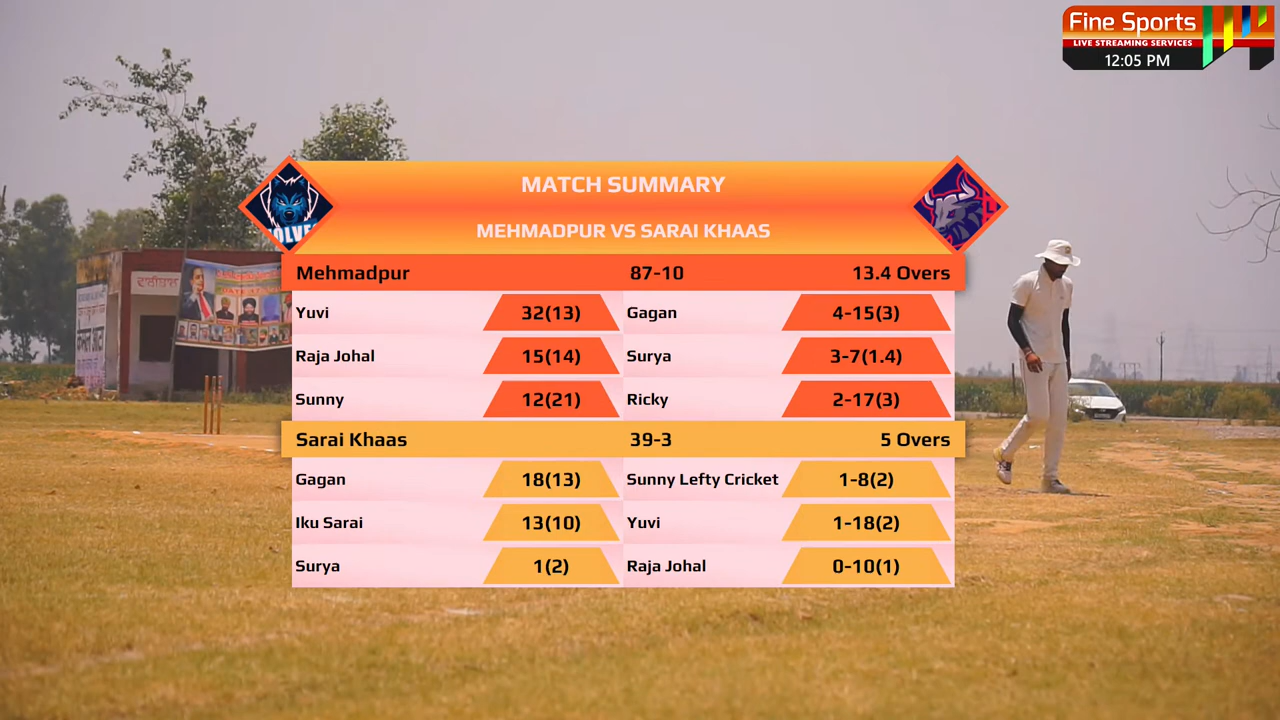 Fine Sports
LIVE STREAMING SERVICES
12:05 PM
MATCH SUMMARY
MEHMADPUR VS SARAI KHAAS
Mehmadpur 87-10 13.4 Overs
Yuvi 32(13) Gagan 4-15(3)
Raja Johal 15(14) Surya 3-7(1.4)
Sunny 12(21) Ricky 2-17(3)
Sarai Khaas 39-3 5 Overs
Gagan 18(13) Sunny Lefty Cricket 1-8(2)
Iku Sarai 13(10) Yuvi 1-18(2)
Surya 1(2) Raja Johal 0-10(1)